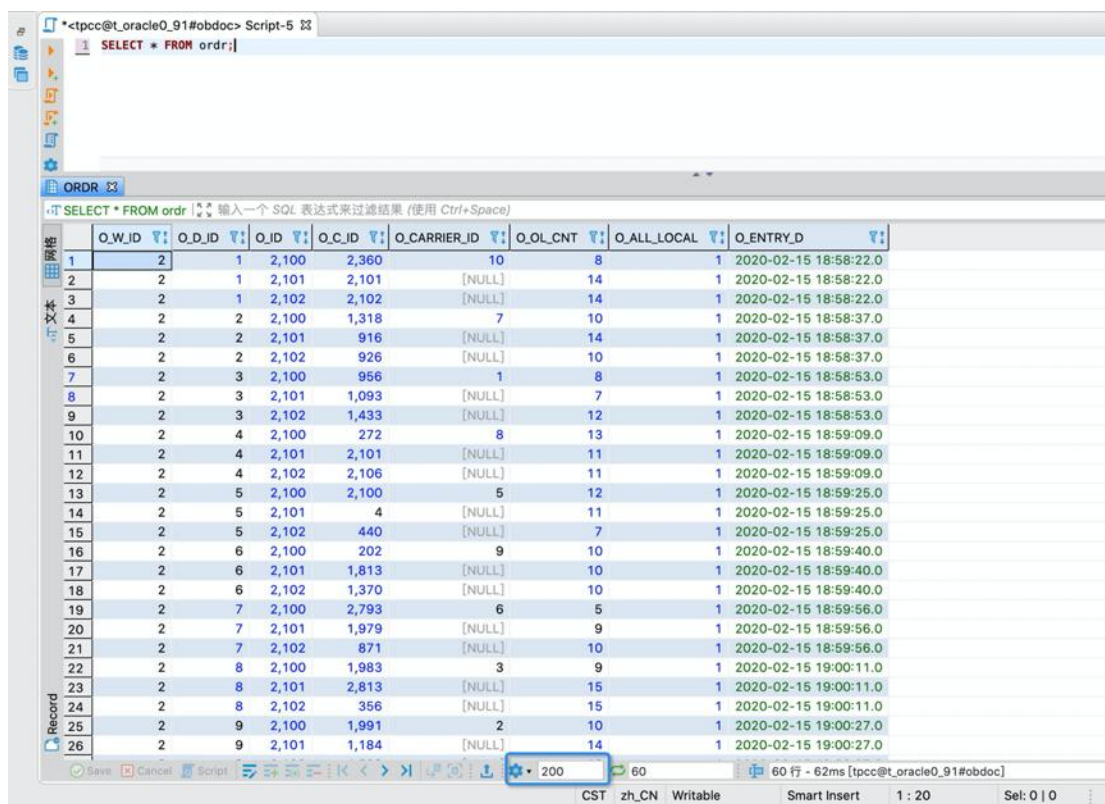 *<tpcc@t_oracle0_91#obdoc> Script-5
1 SELECT * FROM ordr;
ORDR
SELECT * FROM ordr 输入一个 SQL 表达式来过滤结果 (使用 Ctrl+Space)
网格
文本
Record
O_W_ID O_D_ID O_ID O_C_ID O_CARRIER_ID O_OL_CNT O_ALL_LOCAL O_ENTRY_D
1 2 1 2,100 2,360 10 8 1 2020-02-15 18:58:22.0
2 2 1 2,101 2,101 [NULL] 14 1 2020-02-15 18:58:22.0
3 2 1 2,102 2,102 [NULL] 14 1 2020-02-15 18:58:22.0
4 2 2 2,100 1,318 7 10 1 2020-02-15 18:58:37.0
5 2 2 2,101 916 [NULL] 14 1 2020-02-15 18:58:37.0
6 2 2 2,102 926 [NULL] 10 1 2020-02-15 18:58:37.0
7 2 3 2,100 956 1 8 1 2020-02-15 18:58:53.0
8 2 3 2,101 1,093 [NULL] 7 1 2020-02-15 18:58:53.0
9 2 3 2,102 1,433 [NULL] 12 1 2020-02-15 18:58:53.0
10 2 4 2,100 272 8 13 1 2020-02-15 18:59:09.0
11 2 4 2,101 2,101 [NULL] 11 1 2020-02-15 18:59:09.0
12 2 4 2,102 2,106 [NULL] 11 1 2020-02-15 18:59:09.0
13 2 5 2,100 2,100 5 12 1 2020-02-15 18:59:25.0
14 2 5 2,101 4 [NULL] 11 1 2020-02-15 18:59:25.0
15 2 5 2,102 440 [NULL] 7 1 2020-02-15 18:59:25.0
16 2 6 2,100 202 9 10 1 2020-02-15 18:59:40.0
17 2 6 2,101 1,813 [NULL] 10 1 2020-02-15 18:59:40.0
18 2 6 2,102 1,370 [NULL] 10 1 2020-02-15 18:59:40.0
19 2 7 2,100 2,793 6 5 1 2020-02-15 18:59:56.0
20 2 7 2,101 1,979 [NULL] 9 1 2020-02-15 18:59:56.0
21 2 7 2,102 871 [NULL] 10 1 2020-02-15 18:59:56.0
22 2 8 2,100 1,983 3 9 1 2020-02-15 19:00:11.0
23 2 8 2,101 2,813 [NULL] 15 1 2020-02-15 19:00:11.0
24 2 8 2,102 356 [NULL] 15 1 2020-02-15 19:00:11.0
25 2 9 2,100 1,991 2 10 1 2020-02-15 19:00:27.0
26 2 9 2,101 1,184 [NULL] 14 1 2020-02-15 19:00:27.0
Save Cancel Script 200 60 60 行 - 62ms [tpcc@t_oracle0_91#obdoc]
CST zh_CN Writable Smart Insert 1 : 20 Sel: 0 | 0